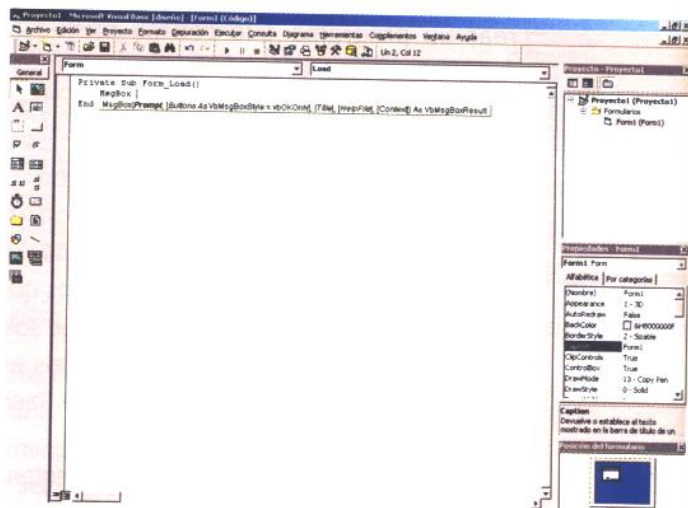 Proyecto1 - Microsoft Visual Basic [diseño] - [Form1 (Código)]
Archivo Edición Ver Proyecto Formato Depuración Ejecutar Consulta Diagrama Herramientas Complementos Ventana Ayuda
Lín 2, Col 12
General
Form
Load
Private Sub Form_Load()
MsgBox
End MsgBox(Prompt, [Buttons As VbMsgBoxStyle = vbOKOnly], [Title], [HelpFile], [Context]) As VbMsgBoxResult
Proyecto - Proyecto1
Proyecto1 (Proyecto1)
Formularios
Form1 (Form1)
Propiedades - Form1
Form1 Form
Alfabética Por categorías
(Nombre) Form1
Appearance 1 - 3D
AutoRedraw False
BackColor &H8000000F
BorderStyle 2 - Sizable
Form1
ClipControls True
ControlBox True
DrawMode 13 - Copy Pen
DrawStyle 0 - Solid
Caption
Devuelve o establece el texto
mostrado en la barra de título de un
Posición del formulario